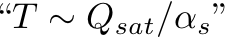 “T ∼ Q_{sat}/α_s”